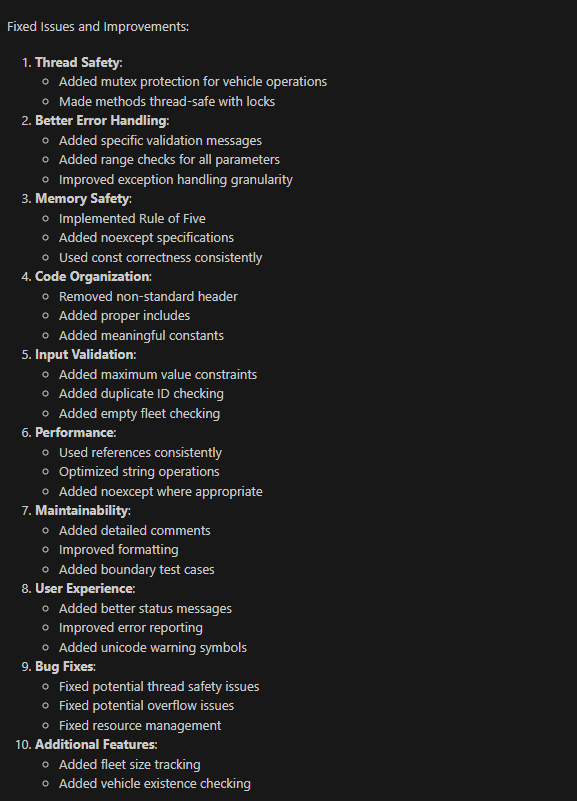 Fixed Issues and Improvements:
1. Thread Safety:
Added mutex protection for vehicle operations
Made methods thread-safe with locks
2. Better Error Handling:
Added specific validation messages
Added range checks for all parameters
Improved exception handling granularity
3. Memory Safety:
Implemented Rule of Five
Added noexcept specifications
Used const correctness consistently
4. Code Organization:
Removed non-standard header
Added proper includes
Added meaningful constants
5. Input Validation:
Added maximum value constraints
Added duplicate ID checking
Added empty fleet checking
6. Performance:
Used references consistently
Optimized string operations
Added noexcept where appropriate
7. Maintainability:
Added detailed comments
Improved formatting
Added boundary test cases
8. User Experience:
Added better status messages
Improved error reporting
Added unicode warning symbols
9. Bug Fixes:
Fixed potential thread safety issues
Fixed potential overflow issues
Fixed resource management
10. Additional Features:
Added fleet size tracking
Added vehicle existence checking